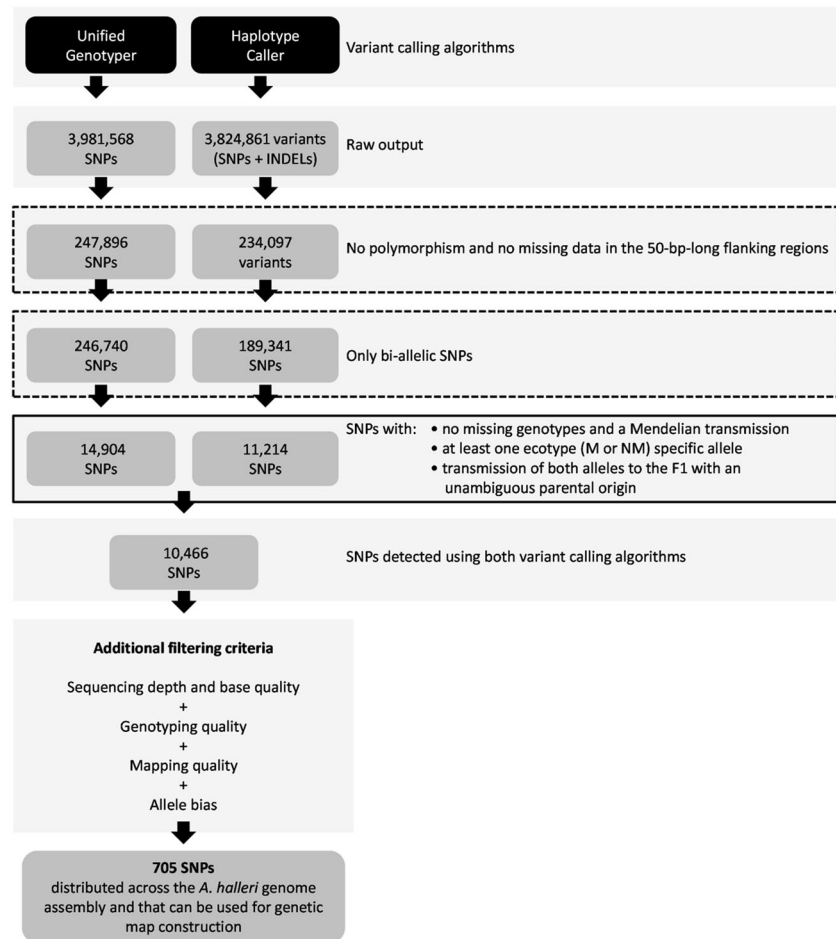 Unified
Genotyper
Haplotype
Caller
Variant calling algorithms
3,981,568
SNPs
3,824,861 variants
(SNPs + INDELs)
Raw output
247,896
SNPs
234,097
variants
No polymorphism and no missing data in the 50-bp-long flanking regions
246,740
SNPs
189,341
SNPs
Only bi-allelic SNPs
14,904
SNPs
11,214
SNPs
SNPs with:
• no missing genotypes and a Mendelian transmission
• at least one ecotype (M or NM) specific allele
• transmission of both alleles to the F1 with an
unambiguous parental origin
10,466
SNPs
SNPs detected using both variant calling algorithms
Additional filtering criteria
Sequencing depth and base quality
+
Genotyping quality
+
Mapping quality
+
Allele bias
705 SNPs
distributed across the A. halleri genome
assembly and that can be used for genetic
map construction